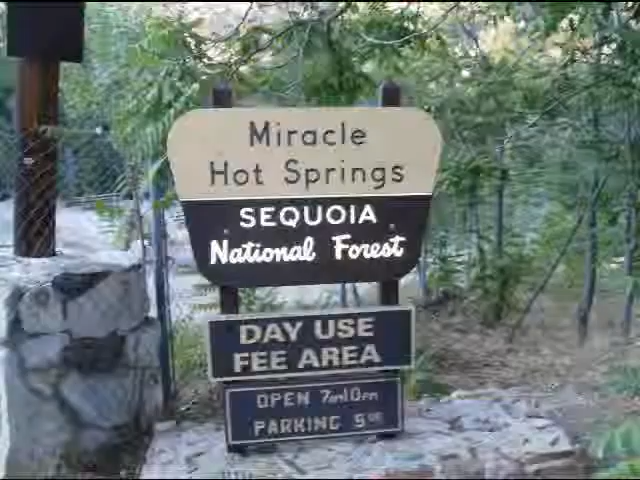 Miracle
Hot Springs
SEQUOIA
National Forest
DAY USE
FEE AREA
OPEN 7AM10PM
PARKING 5.00